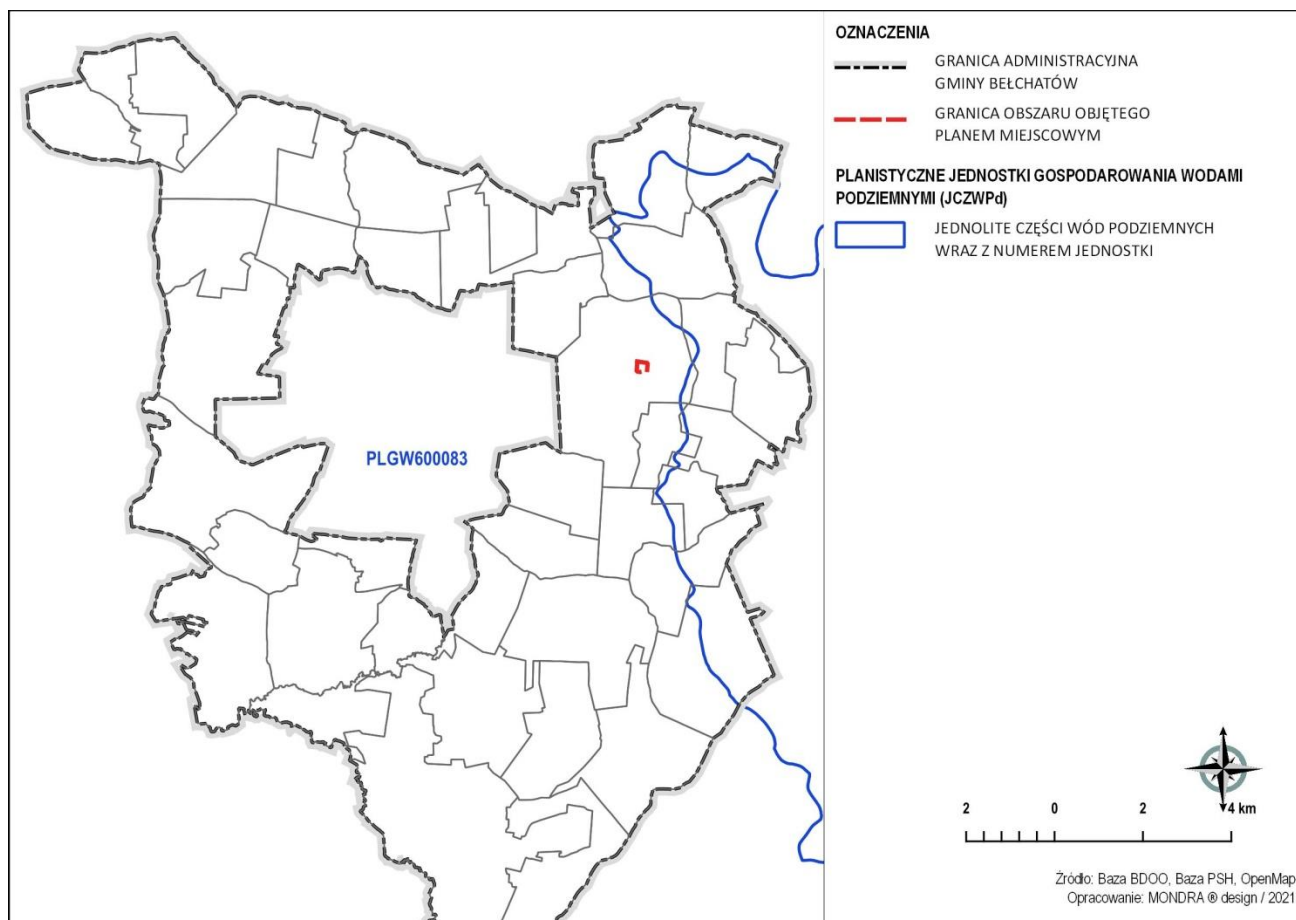 OZNACZENIA
GRANICA ADMINISTRACYJNA
GMINY BEŁCHATÓW
GRANICA OBSZARU OBJĘTEGO
PLANEM MIEJSCOWYM
PLANISTYCZNE JEDNOSTKI GOSPODAROWANIA WODAMI
PODZIEMNYMI (JCZWPd)
JEDNOLITE CZĘŚCI WÓD PODZIEMNYCH
WRAZ Z NUMEREM JEDNOSTKI
PLGW600083
2 0 2 4 km
Źródło: Baza BDOO, Baza PSH, OpenMap
Opracowanie: MONDRA ® design / 2021